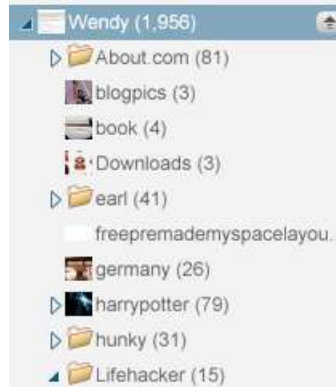 Wendy (1,956)
About.com (81)
blogpics (3)
book (4)
Downloads (3)
earl (41)
freepremademyspacelayou.
germany (26)
harrypotter (79)
hunky (31)
Lifehacker (15)